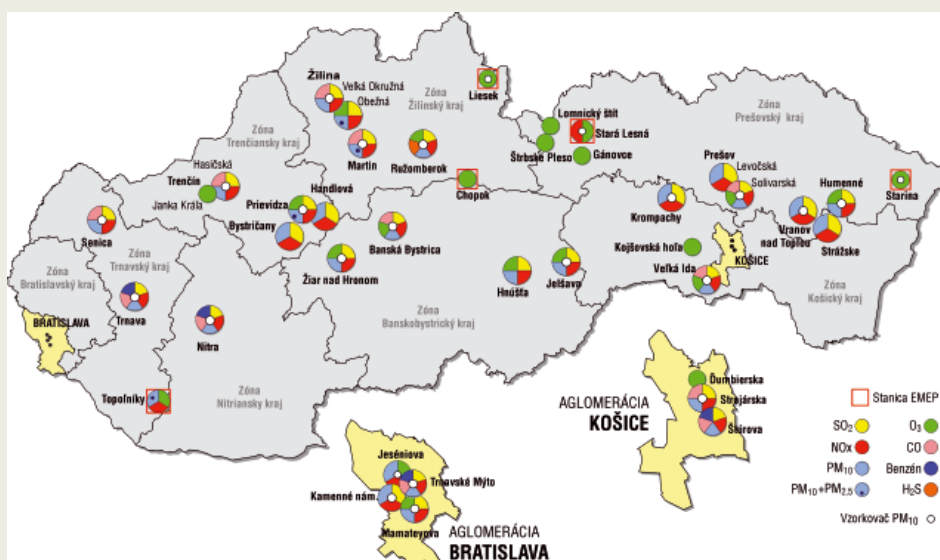 Žilina
Veľká Okružná
Obežná
Zóna
Žilinský kraj
Liesek
Lomnický štít
Stará Lesná
Štrbské Pleso
Gánovce
Zóna
Prešovský kraj
Zóna
Trenčiansky kraj
Hasičská
Trenčín
Janka Kráľa
Martin
Ružomberok
Chopok
Prešov
Levočská
Solivarská
Humenné
Starina
Prievidza
Handlová
Bystričany
Banská Bystrica
Krompachy
Vranov
nad Topľou
Strážske
Senica
Kojšovská hoľa
KOŠICE
Veľká Ida
Žiar nad Hronom
Hnúšťa
Jelšava
Zóna
Bratislavský kraj
Zóna
Trnavský kraj
Trnava
Nitra
Zóna
Banskobystrický kraj
Zóna
Košický kraj
BRATISLAVA
Topoľníky
Zóna
Nitriansky kraj
AGLOMERÁCIA
KOŠICE
Ďumbierska
Strojárska
Štúrova
Jeséniova
Trnavské Mýto
Kamenné nám.
Mamateyova
AGLOMERÁCIA
BRATISLAVA
Stanica EMEP
SO2
O3
NOx
CO
PM10
Benzén
PM10+PM2,5
H2S
Vzorkovač PM10